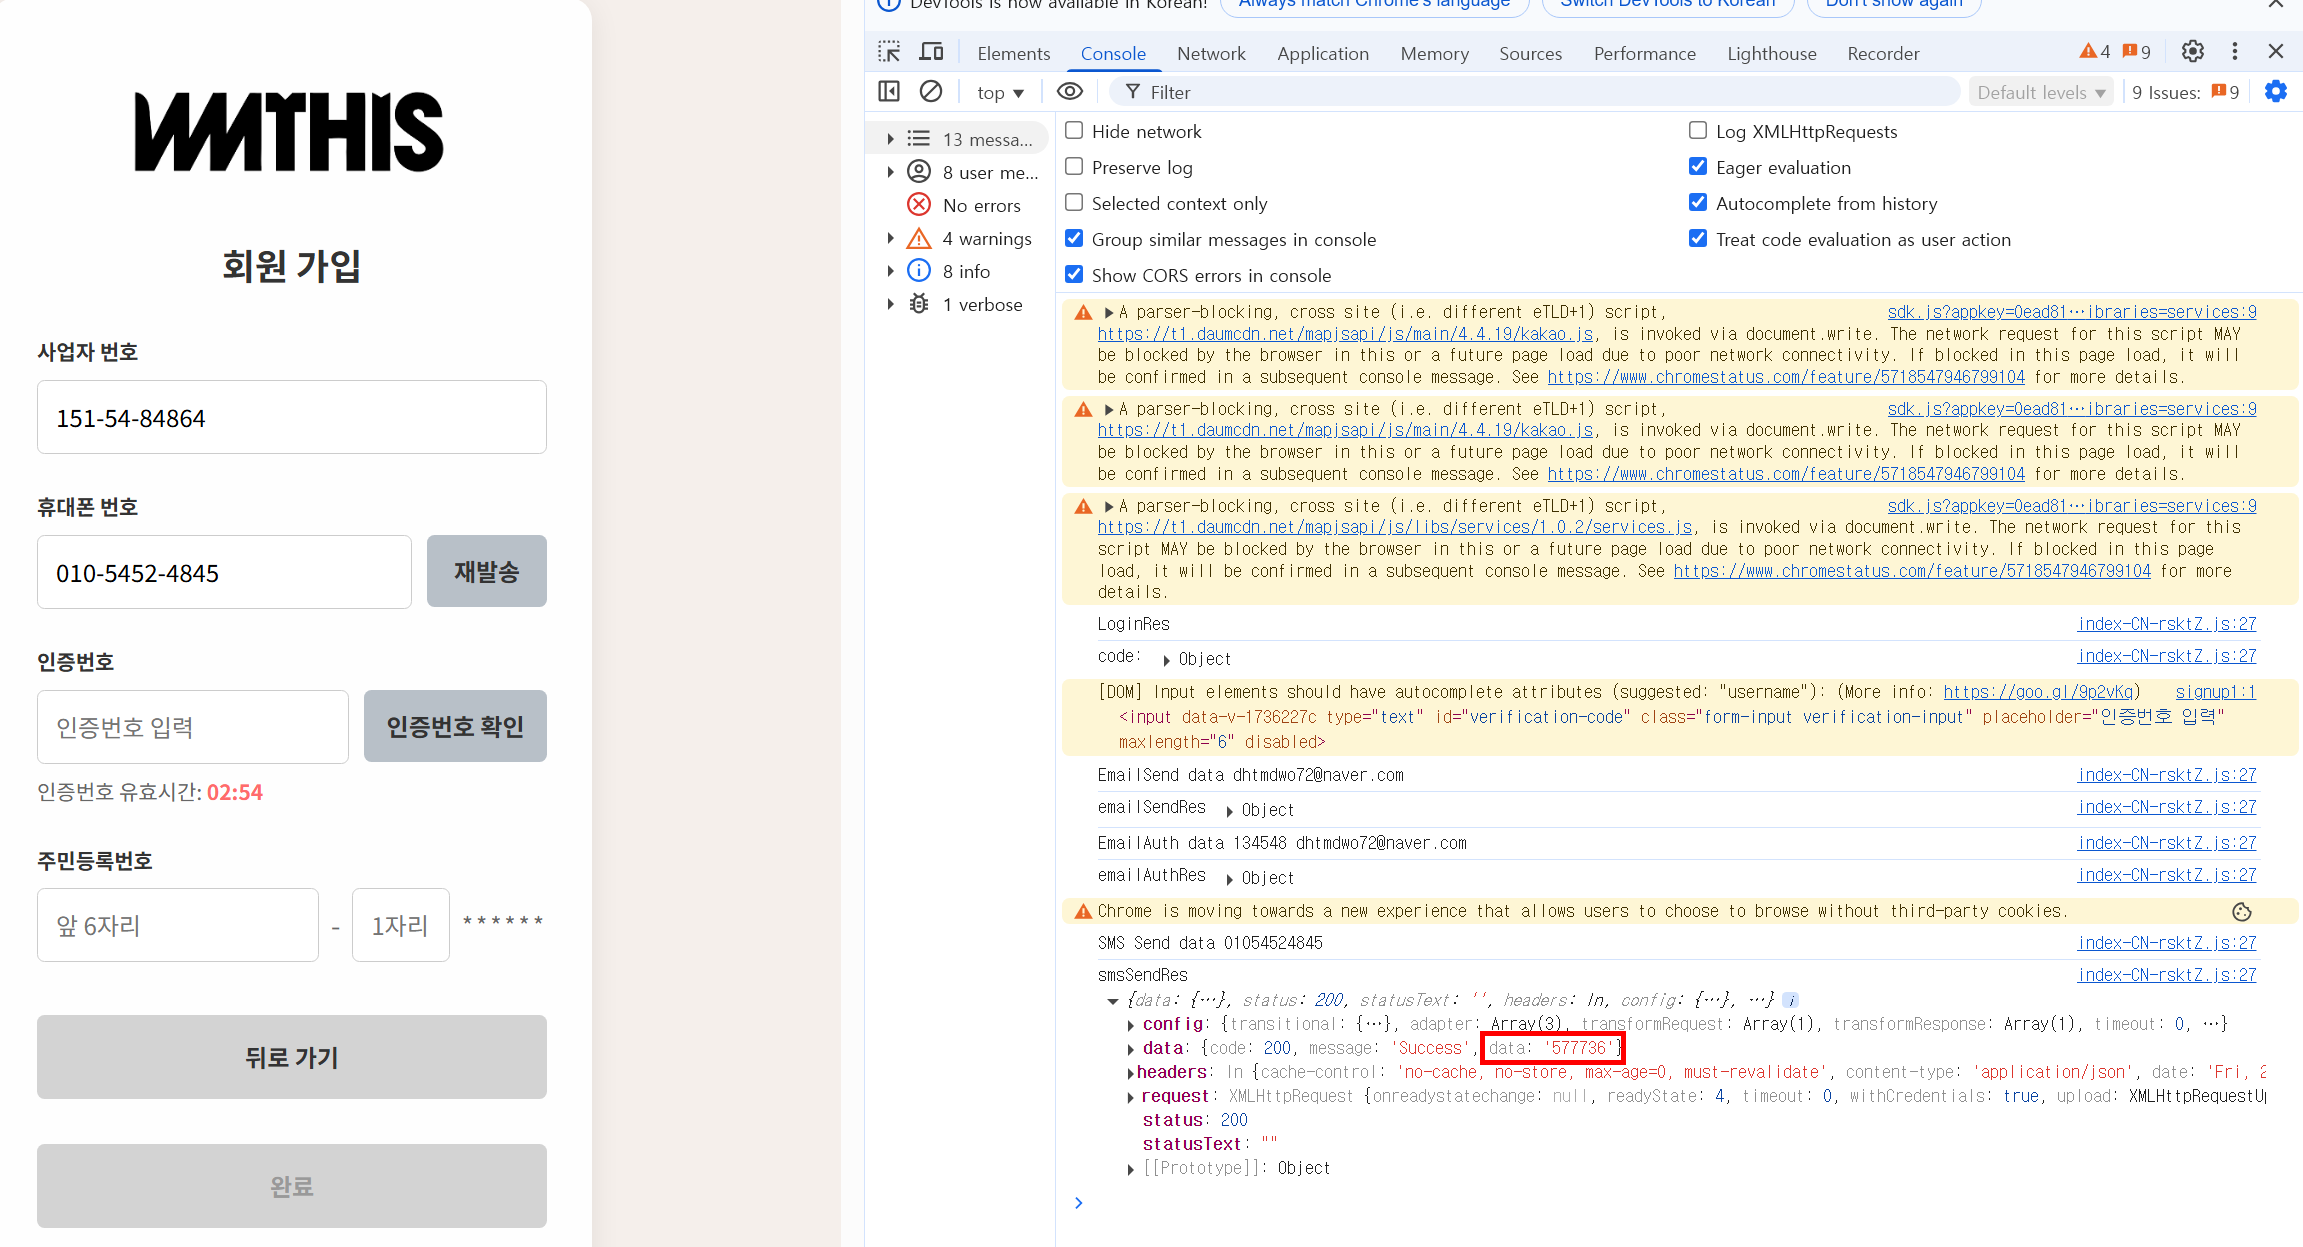 WMTHIS
회원 가입
사업자 번호
151-54-84864
휴대폰 번호
010-5452-4845
재발송
인증번호
인증번호 입력
인증번호 확인
인증번호 유효시간: 02:54
주민등록번호
앞 6자리 - 1자리 ******
뒤로 가기
완료
DevTools is now available in Korean!
Always match Chrome's language
Switch DevTools to Korean
Don't show again
Elements
Console
Network
Application
Memory
Sources
Performance
Lighthouse
Recorder
4
9
top
Filter
Default levels
9 Issues: 9
13 messa...
8 user me...
No errors
4 warnings
8 info
1 verbose
Hide network
Log XMLHttpRequests
Preserve log
Eager evaluation
Selected context only
Autocomplete from history
Group similar messages in console
Treat code evaluation as user action
Show CORS errors in console
A parser-blocking, cross site (i.e. different eTLD+1) script, sdk.js?appkey=0ead81…ibraries=services:9
https://t1.daumcdn.net/mapjsapi/js/main/4.4.19/kakao.js, is invoked via document.write. The network request for this script MAY
be blocked by the browser in this or a future page load due to poor network connectivity. If blocked in this page load, it will
be confirmed in a subsequent console message. See https://www.chromestatus.com/feature/5718547946799104 for more details.
A parser-blocking, cross site (i.e. different eTLD+1) script, sdk.js?appkey=0ead81…ibraries=services:9
https://t1.daumcdn.net/mapjsapi/js/main/4.4.19/kakao.js, is invoked via document.write. The network request for this script MAY
be blocked by the browser in this or a future page load due to poor network connectivity. If blocked in this page load, it will
be confirmed in a subsequent console message. See https://www.chromestatus.com/feature/5718547946799104 for more details.
A parser-blocking, cross site (i.e. different eTLD+1) script, sdk.js?appkey=0ead81…ibraries=services:9
https://t1.daumcdn.net/mapjsapi/js/libs/services/1.0.2/services.js, is invoked via document.write. The network request for this
script MAY be blocked by the browser in this or a future page load due to poor network connectivity. If blocked in this page
load, it will be confirmed in a subsequent console message. See https://www.chromestatus.com/feature/5718547946799104 for more
details.
LoginRes index-CN-rsktZ.js:27
code: Object index-CN-rsktZ.js:27
[DOM] Input elements should have autocomplete attributes (suggested: "username"): (More info: https://goo.gl/9p2vKq) signup1:1
<input data-v-1736227c type="text" id="verification-code" class="form-input verification-input" placeholder="인증번호 입력"
maxlength="6" disabled>
EmailSend data dhtmdwo72@naver.com index-CN-rsktZ.js:27
emailSendRes Object index-CN-rsktZ.js:27
EmailAuth data 134548 dhtmdwo72@naver.com index-CN-rsktZ.js:27
emailAuthRes Object index-CN-rsktZ.js:27
Chrome is moving towards a new experience that allows users to choose to browse without third-party cookies.
SMS Send data 01054524845 index-CN-rsktZ.js:27
smsSendRes index-CN-rsktZ.js:27
{data: {…}, status: 200, statusText: '', headers: In, config: {…}, …} i
config: {transitional: {…}, adapter: Array(3), transformRequest: Array(1), transformResponse: Array(1), timeout: 0, …}
data: {code: 200, message: 'Success', data: '577736'}
headers: In {cache-control: 'no-cache, no-store, max-age=0, must-revalidate', content-type: 'application/json', date: 'Fri, 2
request: XMLHttpRequest {onreadystatechange: null, readyState: 4, timeout: 0, withCredentials: true, upload: XMLHttpRequestUp
status: 200
statusText: ""
[[Prototype]]: Object